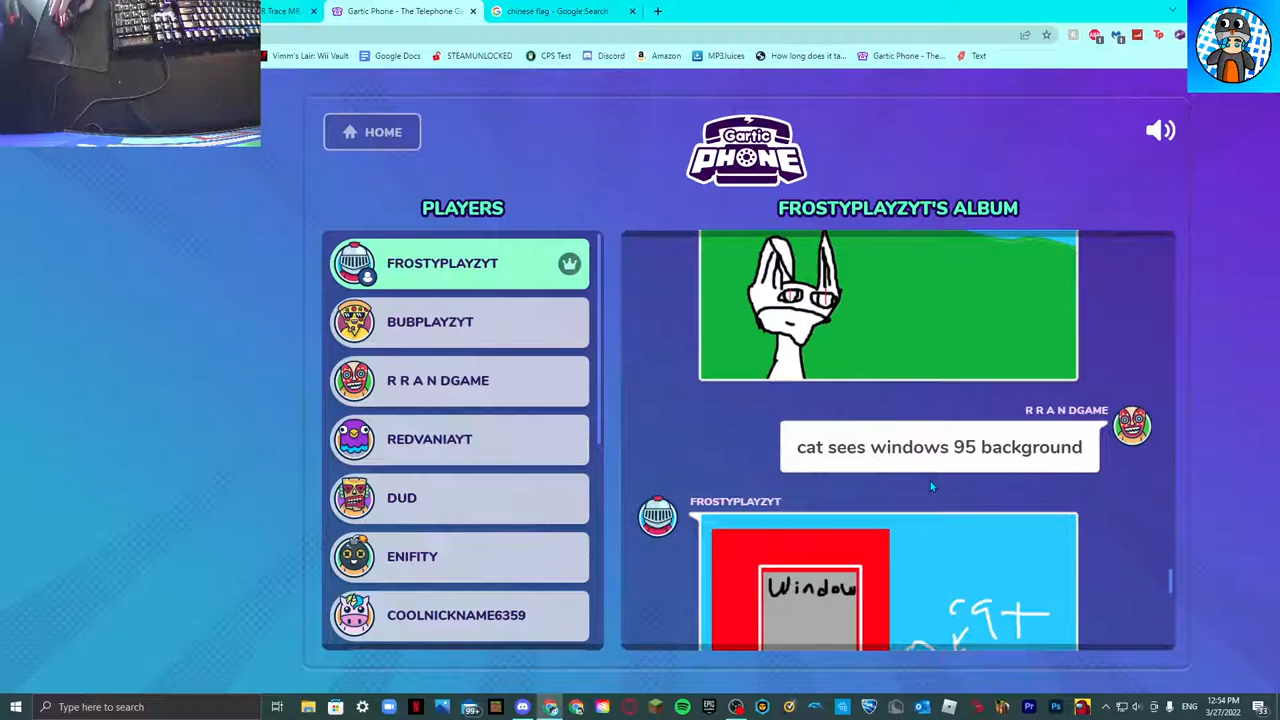 R Trace MR
Gartic Phone - The Telephone Ga
chinese flag - Google Search
Vimm's Lair: Wii Vault
Google Docs
STEAMUNLOCKED
CPS Test
Discord
Amazon
MP3Juices
How long does it ta...
Gartic Phone - The...
Text
HOME
Gartic
PHONE
PLAYERS
FROSTYPLAYZYT'S ALBUM
FROSTYPLAYZYT
BUBPLAYZYT
R R A N DGAME
REDVANIAYT
DUD
ENIFITY
COOLNICKNAME6359
R R A N DGAME
cat sees windows 95 background
FROSTYPLAYZYT
Window
cat
Type here to search
99+
12:54 PM
3/27/2022